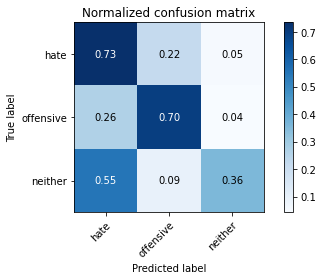 Normalized confusion matrix
True label
hate 0.73 0.22 0.05
offensive 0.26 0.70 0.04
neither 0.55 0.09 0.36
hate offensive neither
Predicted label
0.7
0.6
0.5
0.4
0.3
0.2
0.1